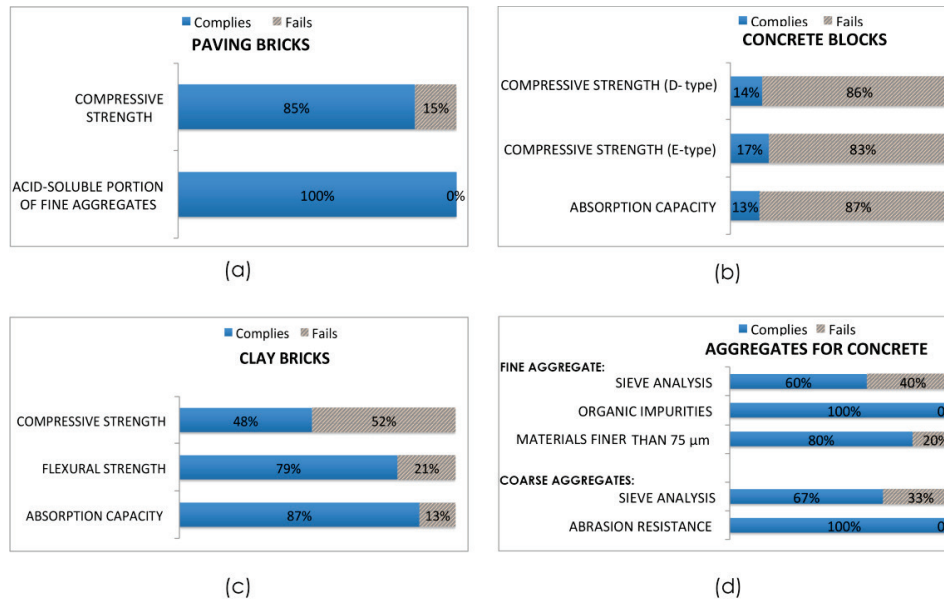 Complies Fails
PAVING BRICKS
COMPRESSIVE
STRENGTH
85% 15%
ACID-SOLUBLE PORTION
OF FINE AGGREGATES
100% 0%
(a)
Complies Fails
CONCRETE BLOCKS
COMPRESSIVE STRENGTH (D- type) 14% 86%
COMPRESSIVE STRENGTH (E-type) 17% 83%
ABSORPTION CAPACITY 13% 87%
(b)
Complies Fails
CLAY BRICKS
COMPRESSIVE STRENGTH 48% 52%
FLEXURAL STRENGTH 79% 21%
ABSORPTION CAPACITY 87% 13%
(c)
Complies Fails
AGGREGATES FOR CONCRETE
FINE AGGREGATE:
SIEVE ANALYSIS 60% 40%
ORGANIC IMPURITIES 100% 0
MATERIALS FINER THAN 75 µm 80% 20%
COARSE AGGREGATES:
SIEVE ANALYSIS 67% 33%
ABRASION RESISTANCE 100% 0
(d)